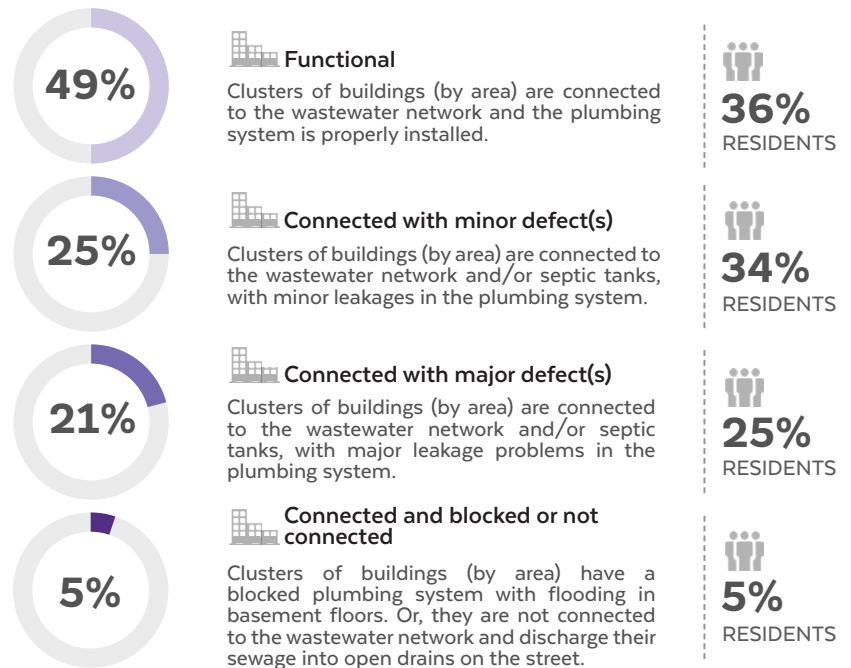 49%
Functional
Clusters of buildings (by area) are connected
to the wastewater network and the plumbing
system is properly installed.
36%
RESIDENTS
25%
Connected with minor defect(s)
Clusters of buildings (by area) are connected to
the wastewater network and/or septic tanks,
with minor leakages in the plumbing system.
34%
RESIDENTS
21%
Connected with major defect(s)
Clusters of buildings (by area) are connected
to the wastewater network and/or septic
tanks, with major leakage problems in the
plumbing system.
25%
RESIDENTS
5%
Connected and blocked or not
connected
Clusters of buildings (by area) have a
blocked plumbing system with flooding in
basement floors. Or, they are not connected
to the wastewater network and discharge their
sewage into open drains on the street.
5%
RESIDENTS